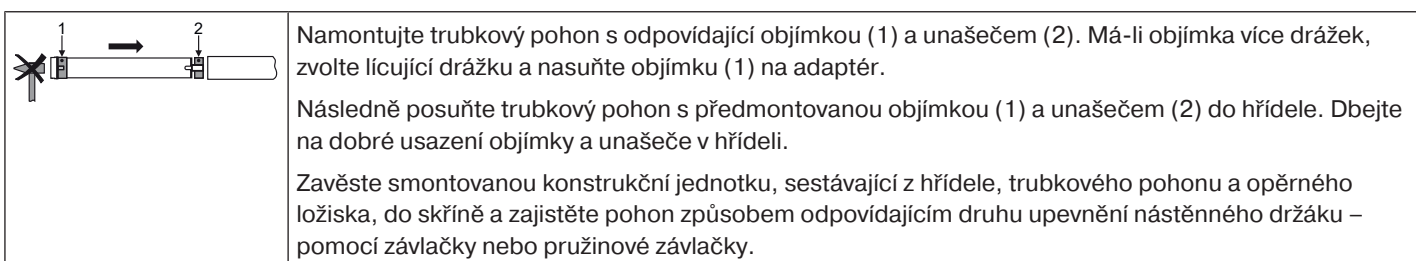 1 2
Namontujte trubkový pohon s odpovídající objímkou (1) a unašečem (2). Má-li objímka více drážek,
zvolte lícující drážku a nasuňte objímku (1) na adaptér.
Následně posuňte trubkový pohon s předmontovanou objímkou (1) a unašečem (2) do hřídele. Dbejte
na dobré usazení objímky a unašeče v hřídeli.
Zavěste smontovanou konstrukční jednotku, sestávající z hřídele, trubkového pohonu a opěrného
ložiska, do skříně a zajistěte pohon způsobem odpovídajícím druhu upevnění nástěnného držáku –
pomocí závlačky nebo pružinové závlačky.